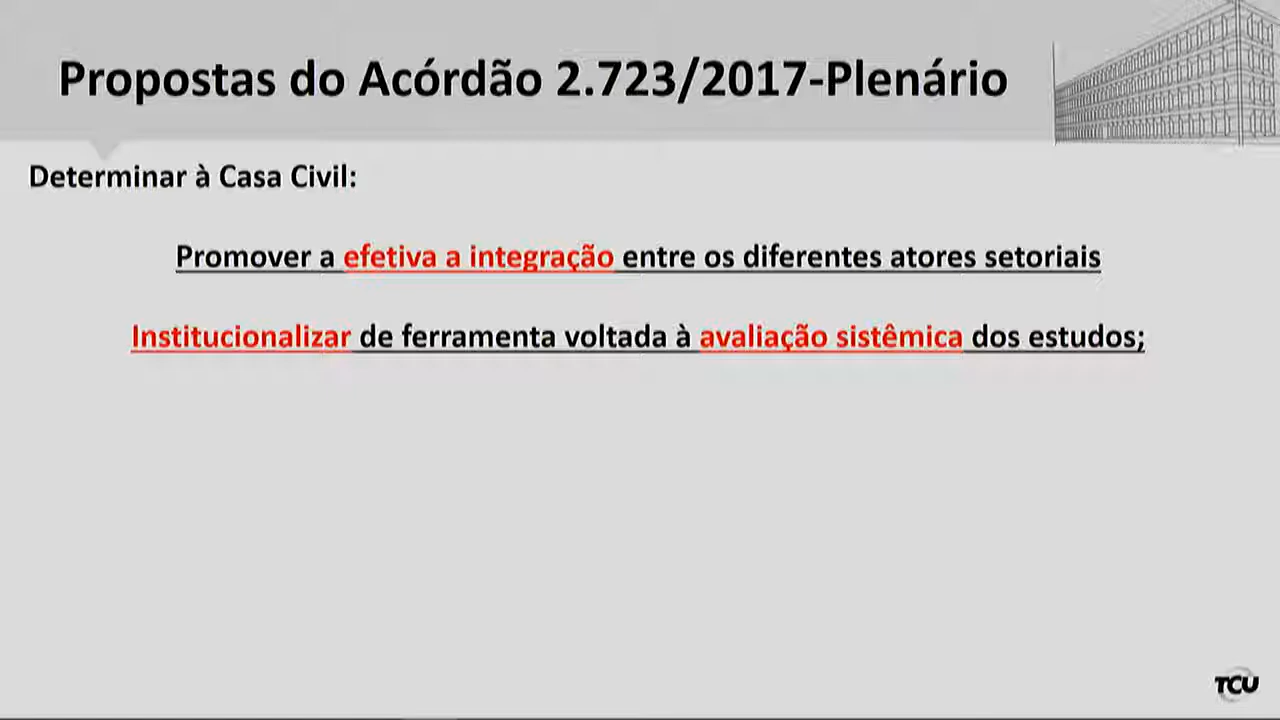 Propostas do Acórdão 2.723/2017-Plenário
Determinar à Casa Civil:
Promover a efetiva a integração entre os diferentes atores setoriais
Institucionalizar de ferramenta voltada à avaliação sistêmica dos estudos;
TCU